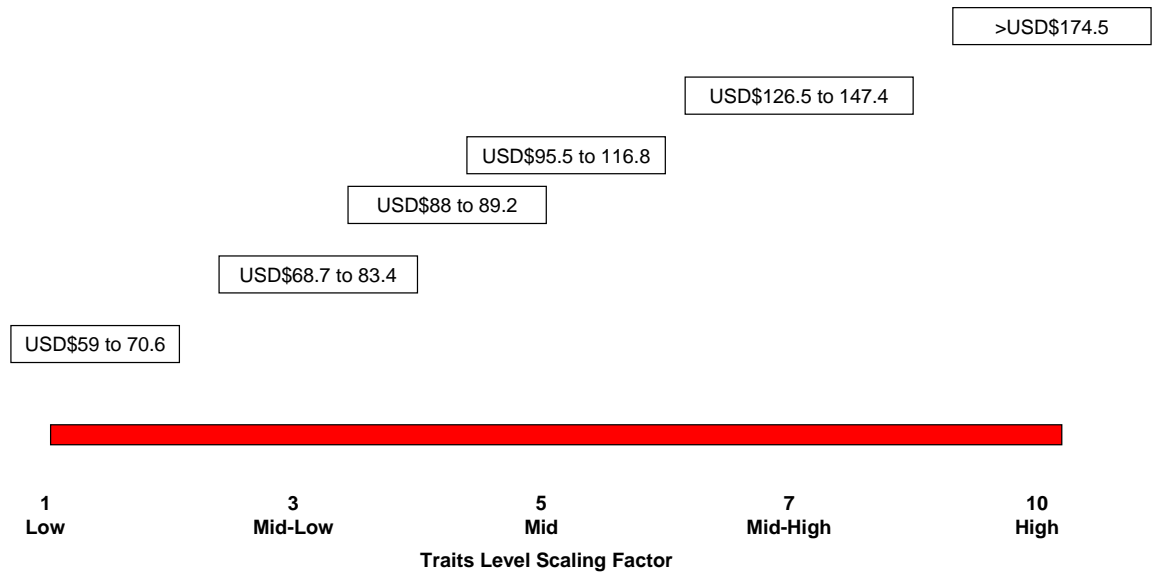 >USD$174.5
USD$126.5 to 147.4
USD$95.5 to 116.8
USD$88 to 89.2
USD$68.7 to 83.4
USD$59 to 70.6
1 3 5 7 10
Low Mid-Low Mid Mid-High High
Traits Level Scaling Factor